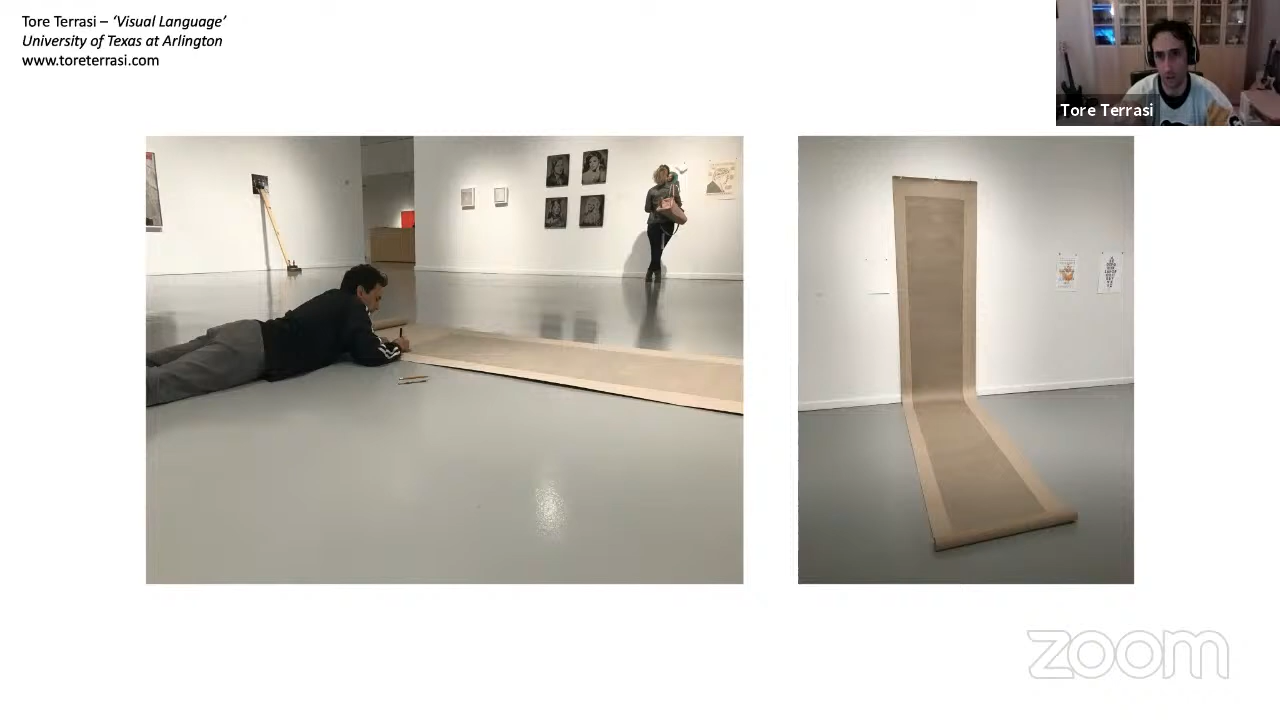 Tore Terrasi – ‘Visual Language’
University of Texas at Arlington
www.toreterrasi.com
Tore Terrasi
zoom